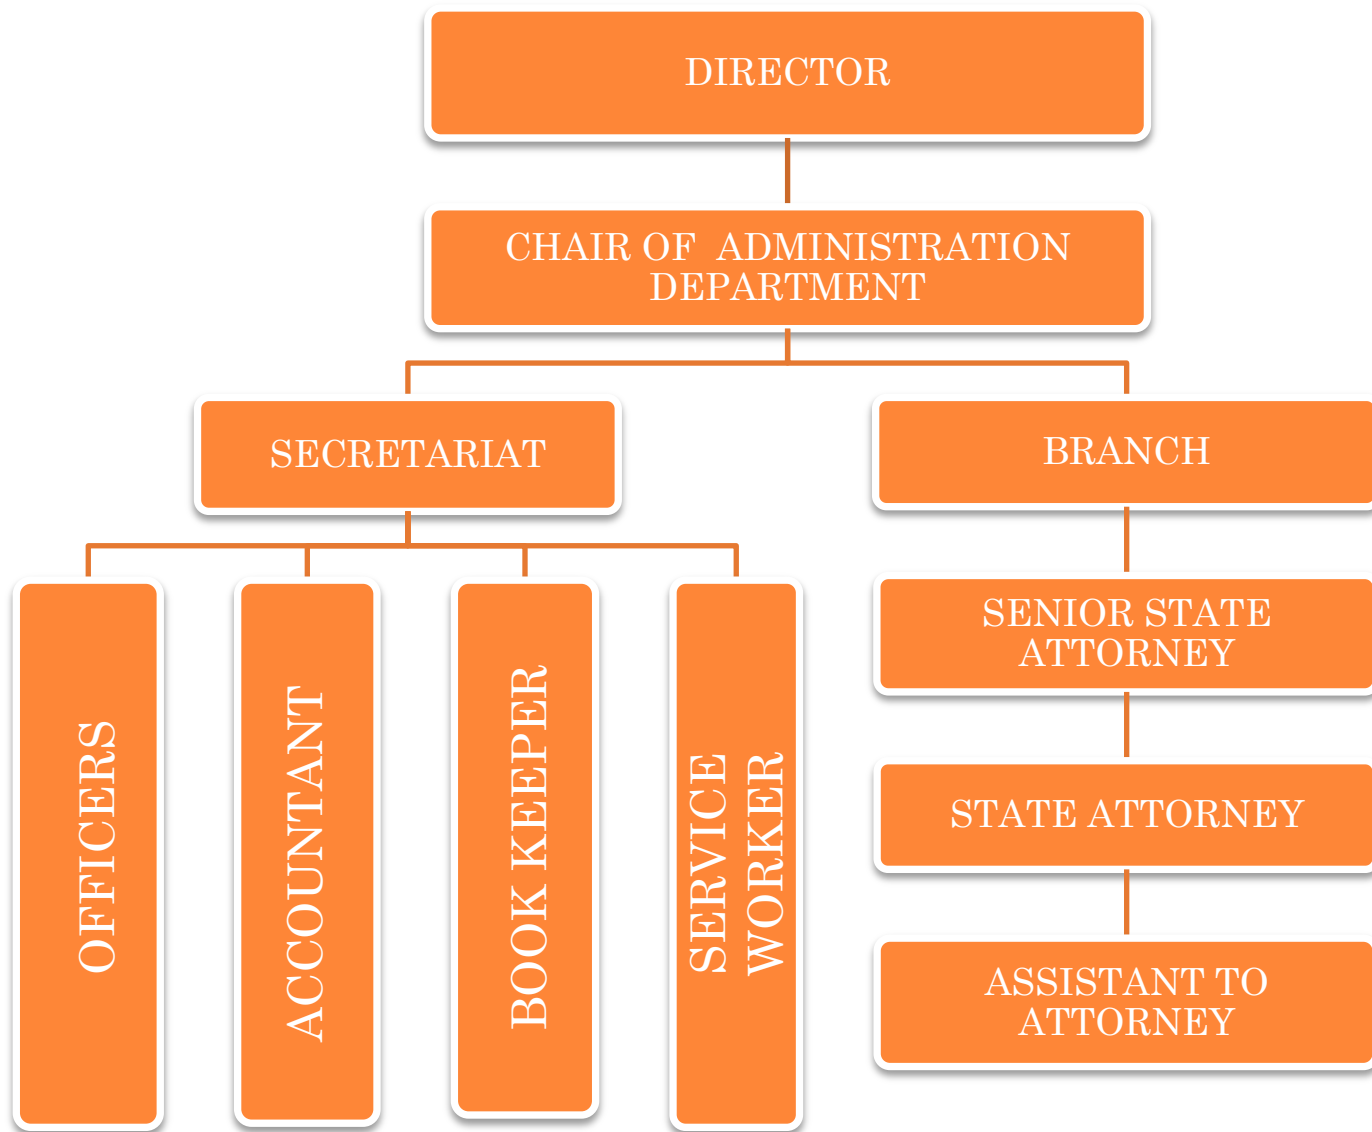 DIRECTOR
CHAIR OF  ADMINISTRATION
DEPARTMENT
SECRETARIAT
BRANCH
OFFICERS
ACCOUNTANT
BOOK KEEPER
SERVICE
WORKER
SENIOR STATE
ATTORNEY
STATE ATTORNEY
ASSISTANT TO
ATTORNEY